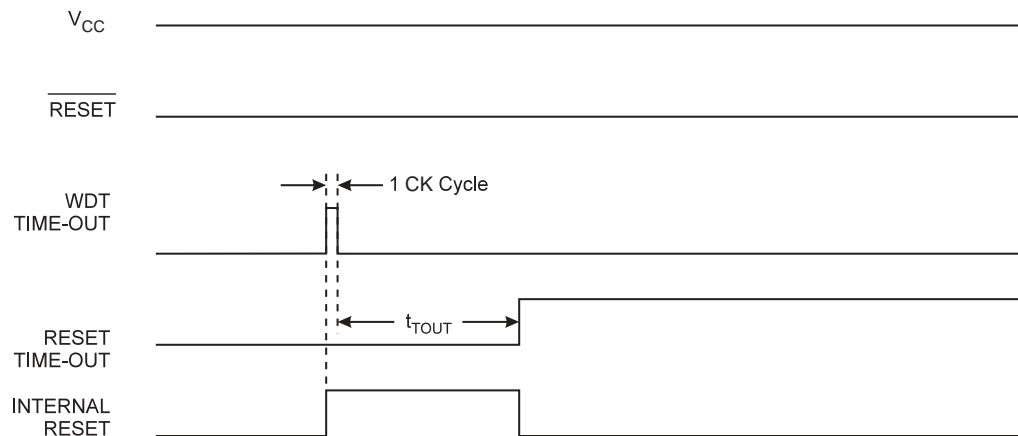 VCC
RESET
1 CK Cycle
WDT
TIME-OUT
tTOUT
RESET
TIME-OUT
INTERNAL
RESET